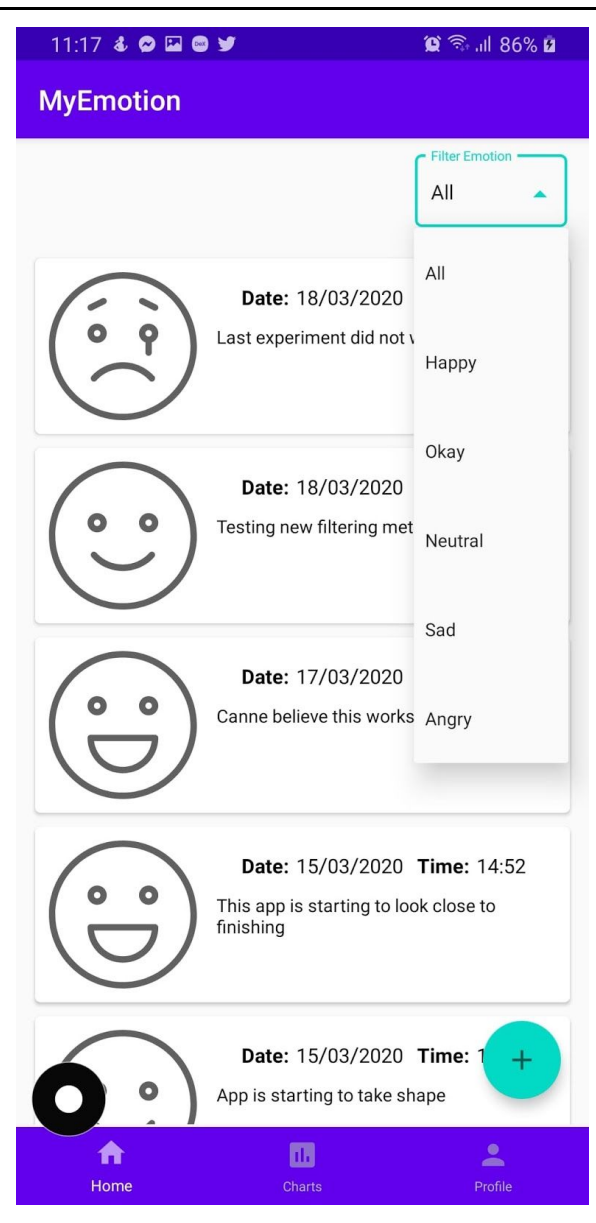 11:17 86%
MyEmotion
Filter Emotion
All
All
Happy
Okay
Neutral
Sad
Angry
Date: 18/03/2020
Last experiment did not
Date: 18/03/2020
Testing new filtering
Date: 17/03/2020
Canne believe this works
Date: 15/03/2020 Time: 14:52
This app is starting to look close to
finishing
Date: 15/03/2020 Time:
App is starting to take shape
Home Charts Profile